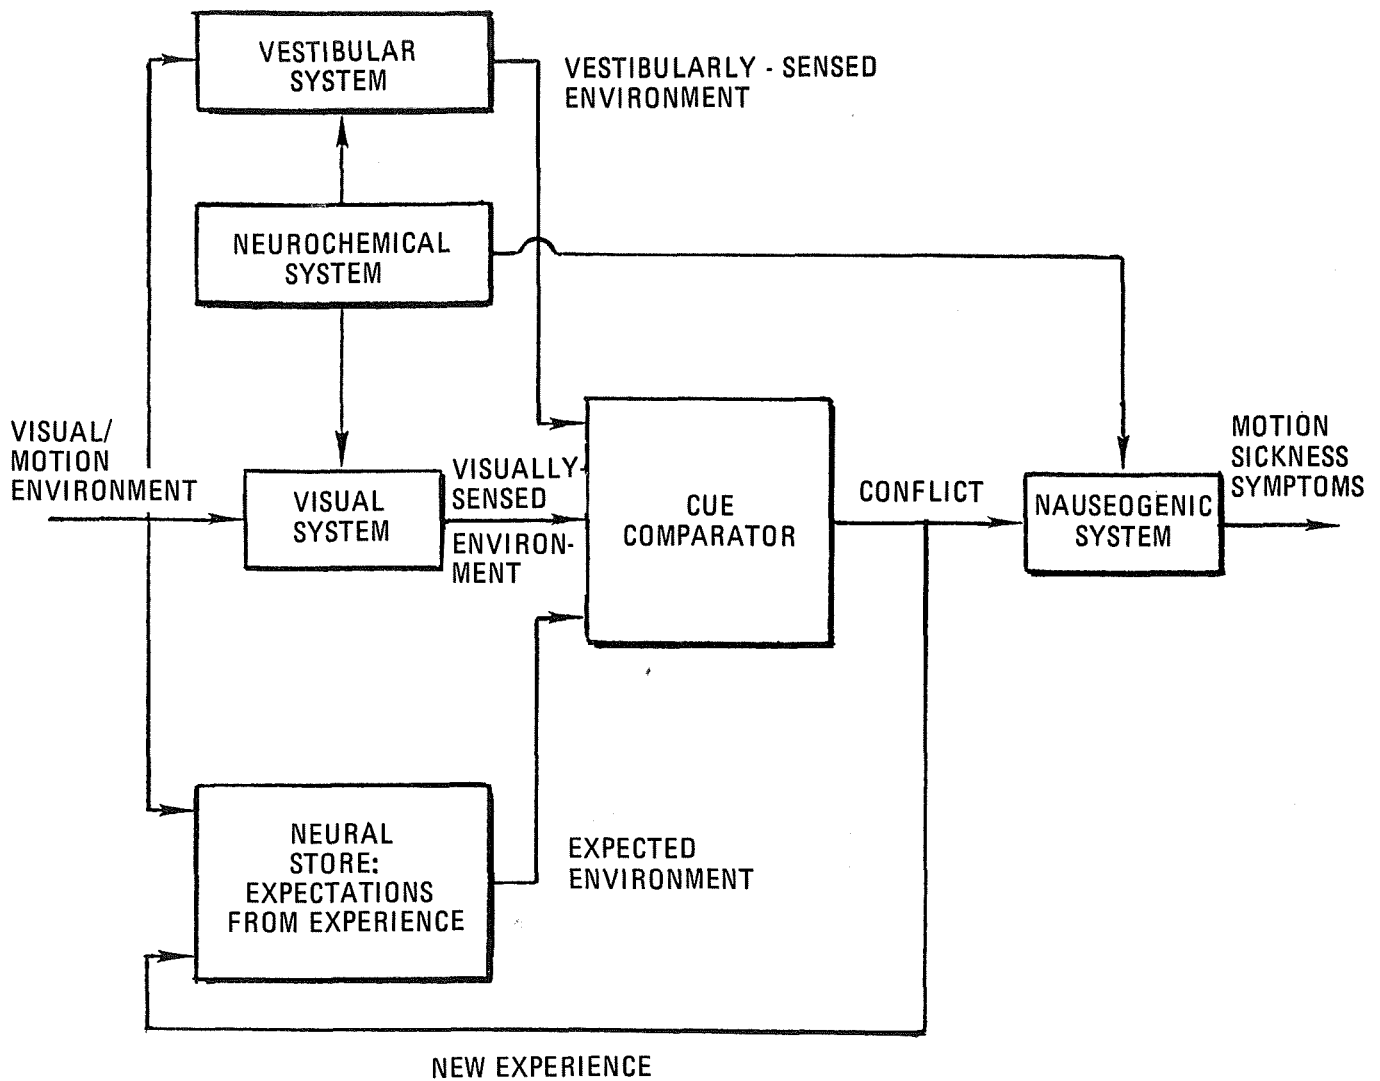 VESTIBULAR
SYSTEM
VESTIBULARLY - SENSED
ENVIRONMENT
NEUROCHEMICAL
SYSTEM
VISUAL/
MOTION
ENVIRONMENT
VISUAL
SYSTEM
VISUALLY-
SENSED
ENVIRON-
MENT
CUE
COMPARATOR
CONFLICT
NAUSEOGENIC
SYSTEM
MOTION
SICKNESS
SYMPTOMS
NEURAL
STORE:
EXPECTATIONS
FROM EXPERIENCE
EXPECTED
ENVIRONMENT
NEW EXPERIENCE